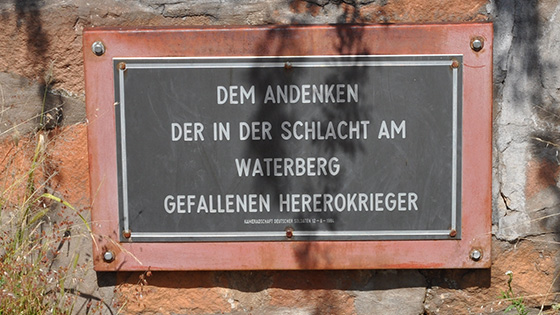 DEM ANDENKEN
DER IN DER SCHLACHT AM
WATERBERG
GEFALLENEN HEREROKRIEGER
KAMERADSCHAFT DEUTSCHER SOLDATEN